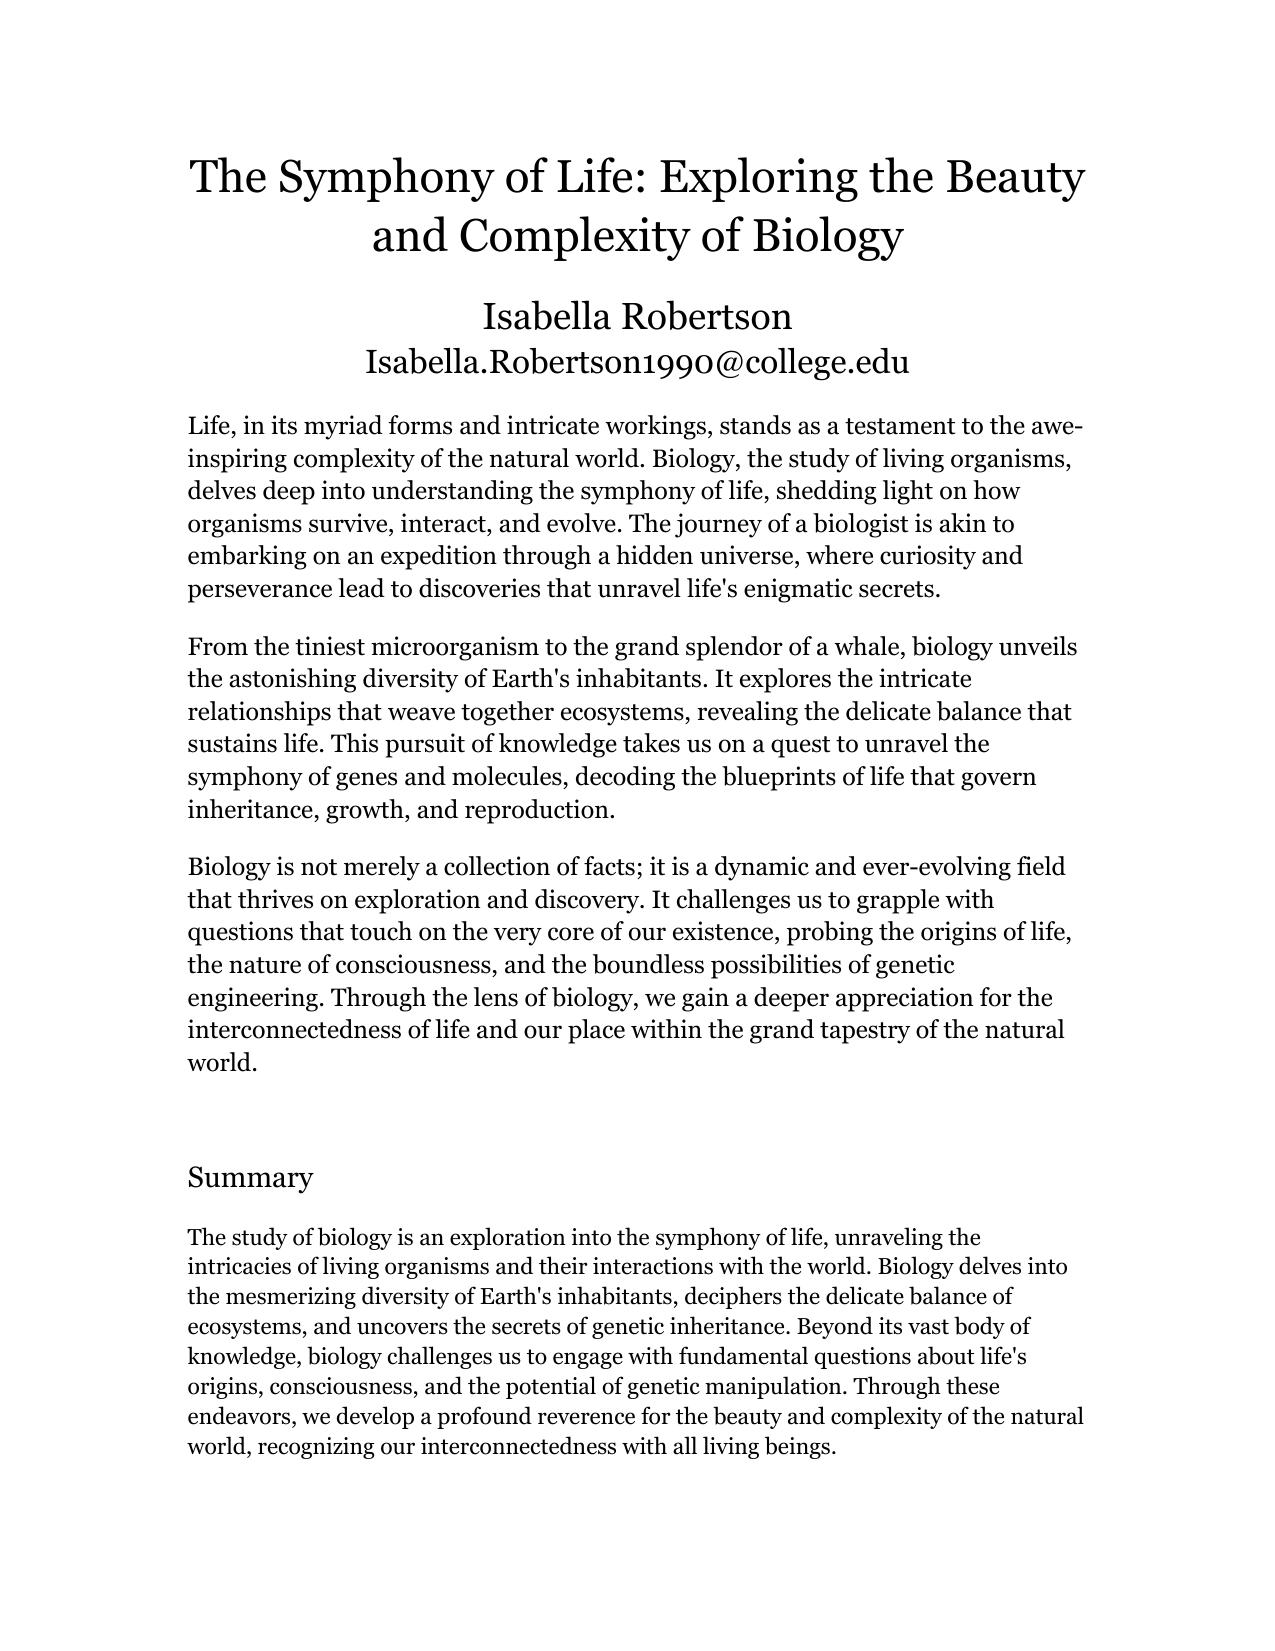 The Symphony of Life: Exploring the Beauty
and Complexity of Biology
Isabella Robertson
Isabella.Robertson1990@college.edu
Life, in its myriad forms and intricate workings, stands as a testament to the awe-
inspiring complexity of the natural world. Biology, the study of living organisms,
delves deep into understanding the symphony of life, shedding light on how
organisms survive, interact, and evolve. The journey of a biologist is akin to
embarking on an expedition through a hidden universe, where curiosity and
perseverance lead to discoveries that unravel life's enigmatic secrets.
From the tiniest microorganism to the grand splendor of a whale, biology unveils
the astonishing diversity of Earth's inhabitants. It explores the intricate
relationships that weave together ecosystems, revealing the delicate balance that
sustains life. This pursuit of knowledge takes us on a quest to unravel the
symphony of genes and molecules, decoding the blueprints of life that govern
inheritance, growth, and reproduction.
Biology is not merely a collection of facts; it is a dynamic and ever-evolving field
that thrives on exploration and discovery. It challenges us to grapple with
questions that touch on the very core of our existence, probing the origins of life,
the nature of consciousness, and the boundless possibilities of genetic
engineering. Through the lens of biology, we gain a deeper appreciation for the
interconnectedness of life and our place within the grand tapestry of the natural
world.
Summary
The study of biology is an exploration into the symphony of life, unraveling the
intricacies of living organisms and their interactions with the world. Biology delves into
the mesmerizing diversity of Earth's inhabitants, deciphers the delicate balance of
ecosystems, and uncovers the secrets of genetic inheritance. Beyond its vast body of
knowledge, biology challenges us to engage with fundamental questions about life's
origins, consciousness, and the potential of genetic manipulation. Through these
endeavors, we develop a profound reverence for the beauty and complexity of the natural
world, recognizing our interconnectedness with all living beings.